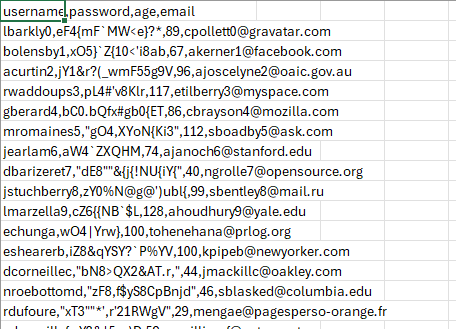 username,password,age,email
lbarkly0,eF4{mF`MW<e}?*,89,cpollett0@gravatar.com
bolensby1,xO5}`Z{10<'i8ab,67,akerner1@facebook.com
acurtin2,jY1&r?(_wmF55g9V,96,ajoscelyne2@oaic.gov.au
rwaddoups3,pL4#'v8Klr,117,etilberry3@myspace.com
gberard4,bC0.bQfx#gb0{ET,86,cbrayson4@mozilla.com
mromaines5,"gO4,XYoN{Ki3",112,sboadby5@ask.com
jearlam6,aW4`ZXQHM,74,ajanoch6@stanford.edu
dbarizeret7,"dE8""&{j{!NU{iY{",40,ngrolle7@opensource.org
jstuchberry8,zY0%N@g@')ubl{,99,sbentley8@mail.ru
lmarzella9,cZ6{{NB`$L,128,ahoudhury9@yale.edu
echunga,wO4|Yrw},100,tohenehana@prlog.org
eshearerb,iZ8&qYSY?`P%YV,100,kpipeb@newyorker.com
dcorneillec,"bN8>QX2&AT.r,",44,jmackillc@oakley.com
nroebottomd,"zF8,f$yS8CpBnjd",46,sblasked@columbia.edu
rdufoure,"xT3""*',r'21RWgV",29,mengae@pagesperso-orange.fr